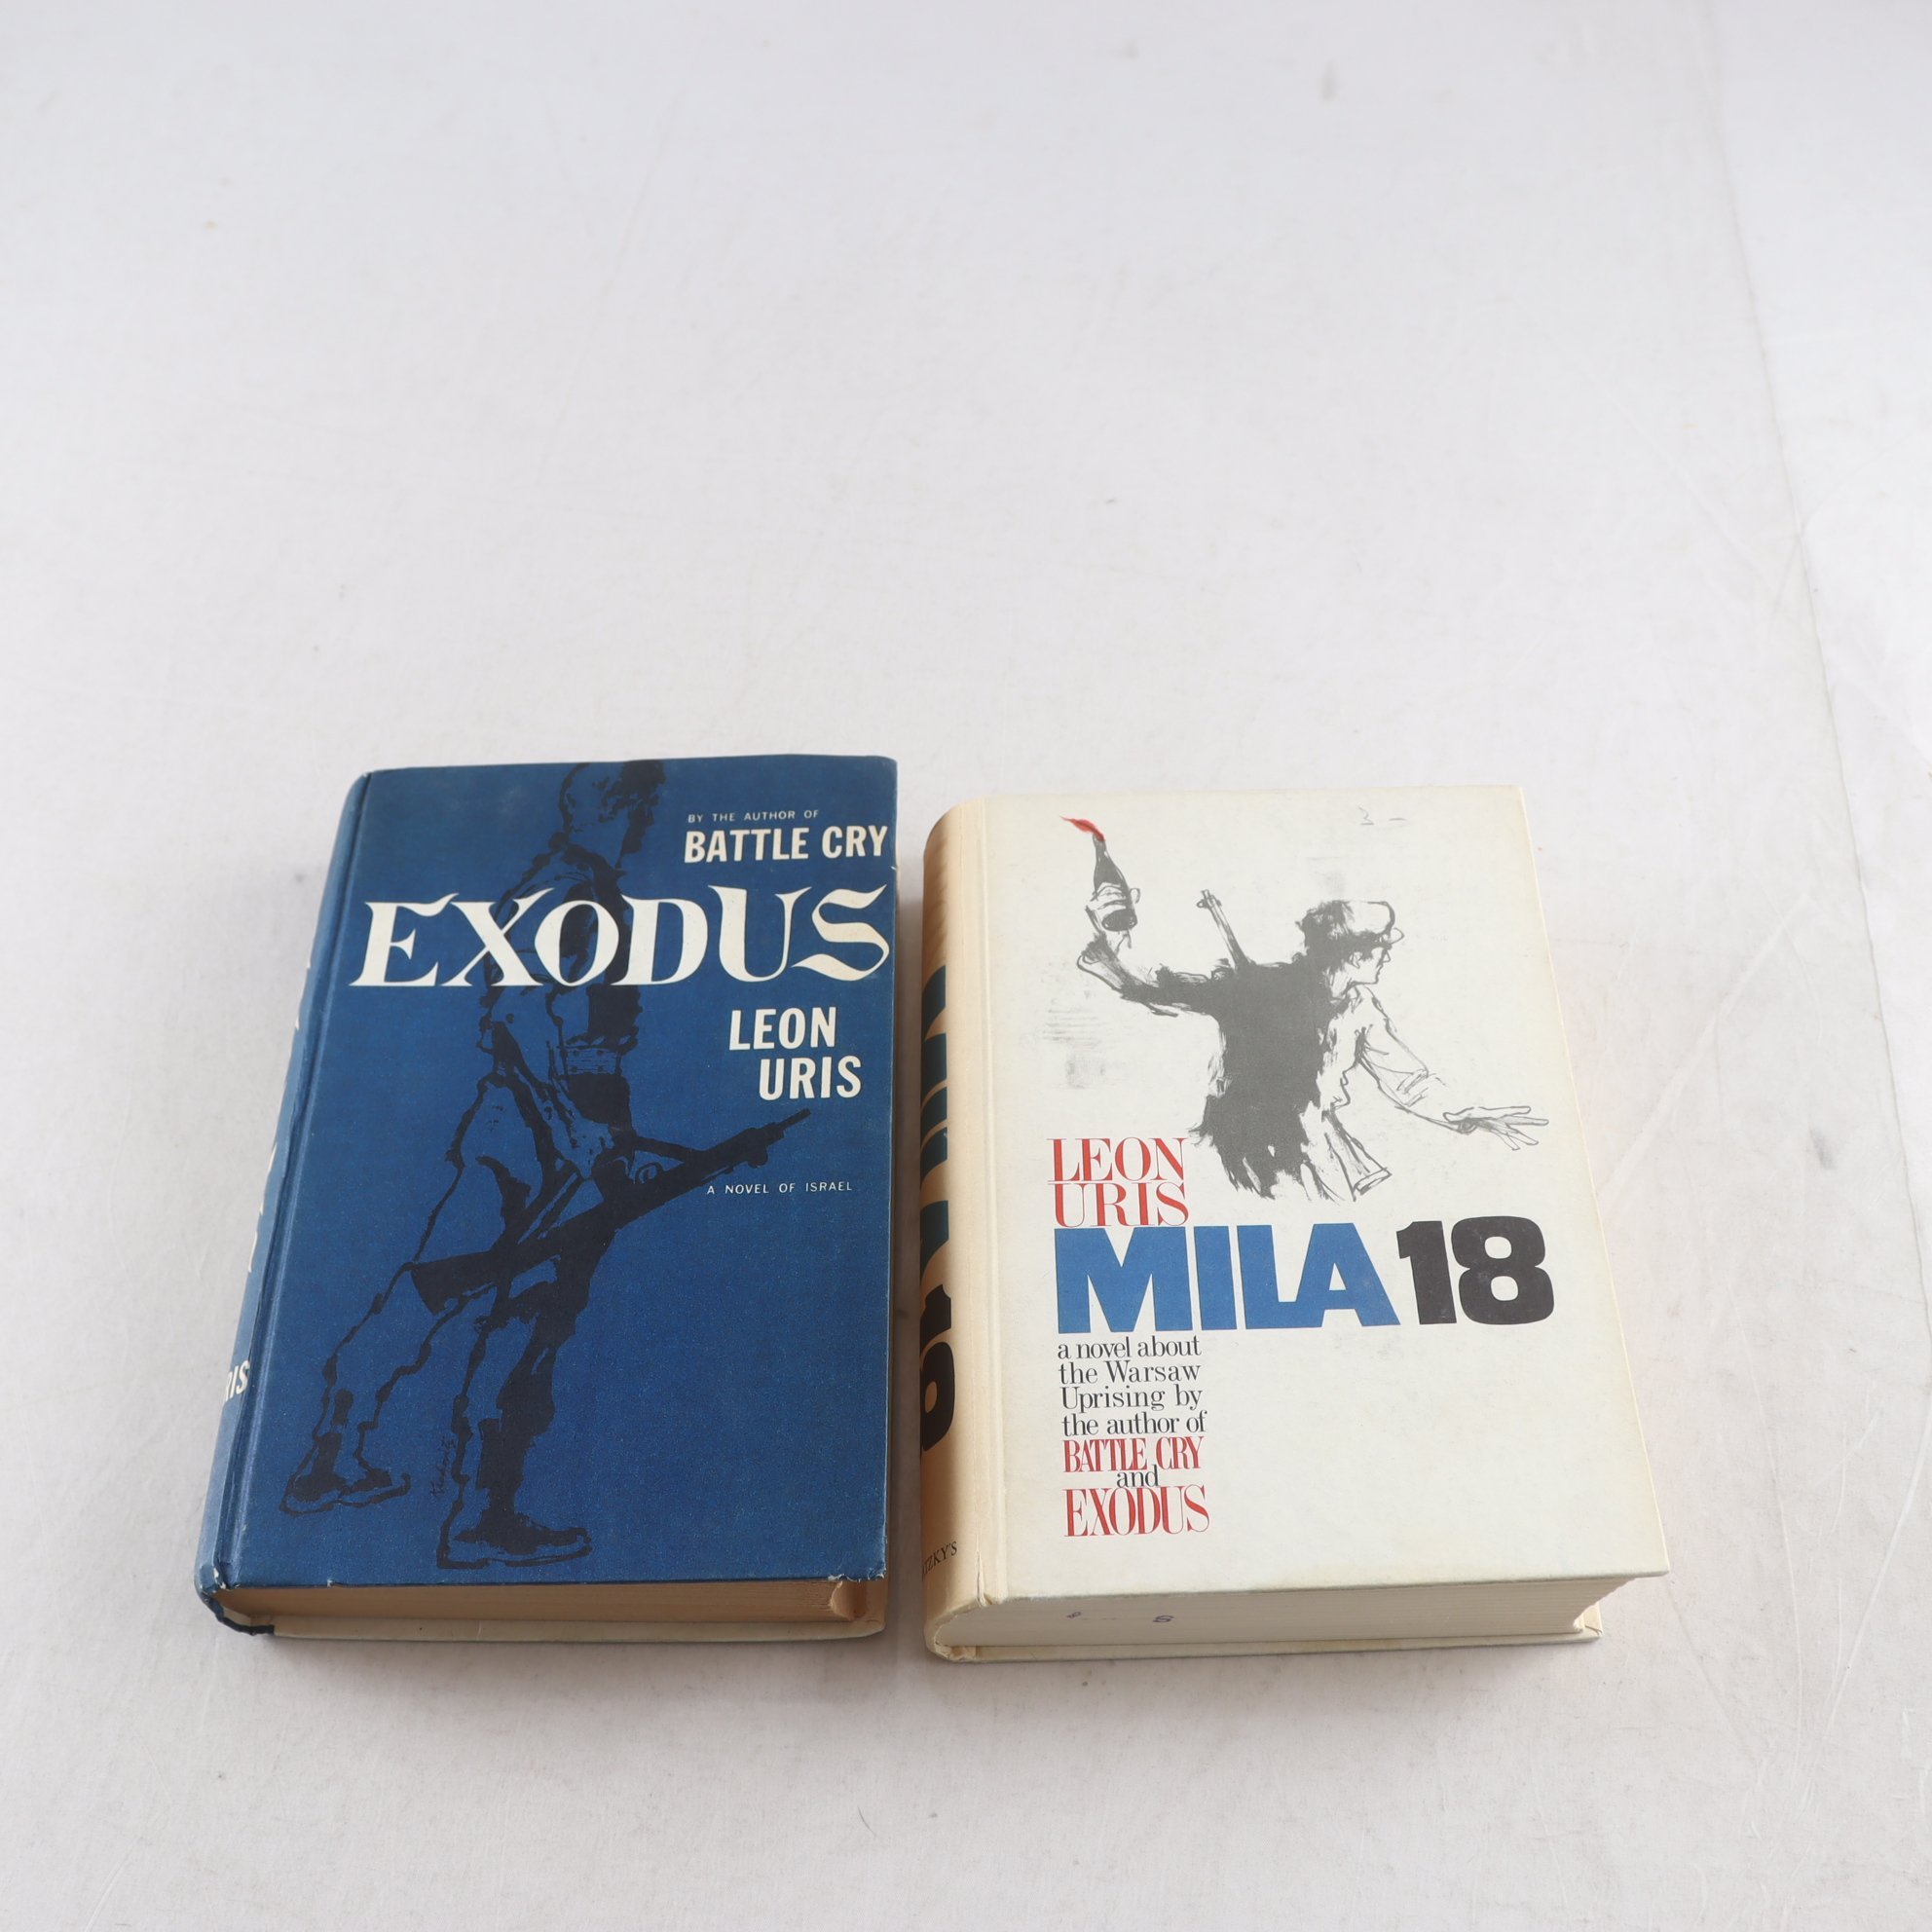 BY THE AUTHOR OF
BATTLE CRY
EXODUS
LEON
URIS
A NOVEL OF ISRAEL
LEON
URIS
MILA 18
a novel about
the Warsaw
Uprising by
the author of
BATTLE CRY
and
EXODUS